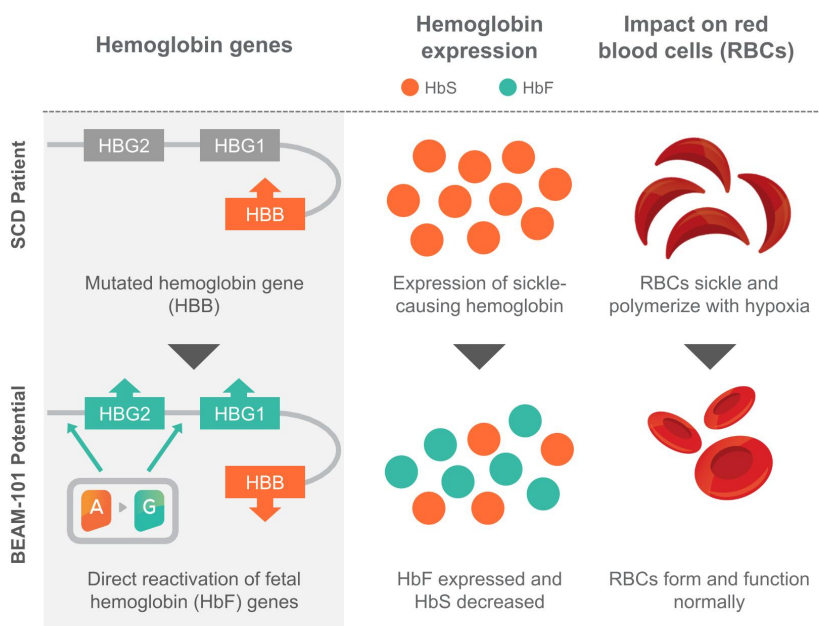 Hemoglobin genes
Hemoglobin
expression
HbS
HbF
Impact on red
blood cells (RBCs)
SCD Patient
HBG2
HBG1
HBB
Mutated hemoglobin gene
(HBB)
Expression of sickle-
causing hemoglobin
RBCs sickle and
polymerize with hypoxia
BEAM-101 Potential
HBG2
HBG1
HBB
A
G
Direct reactivation of fetal
hemoglobin (HbF) genes
HbF expressed and
HbS decreased
RBCs form and function
normally